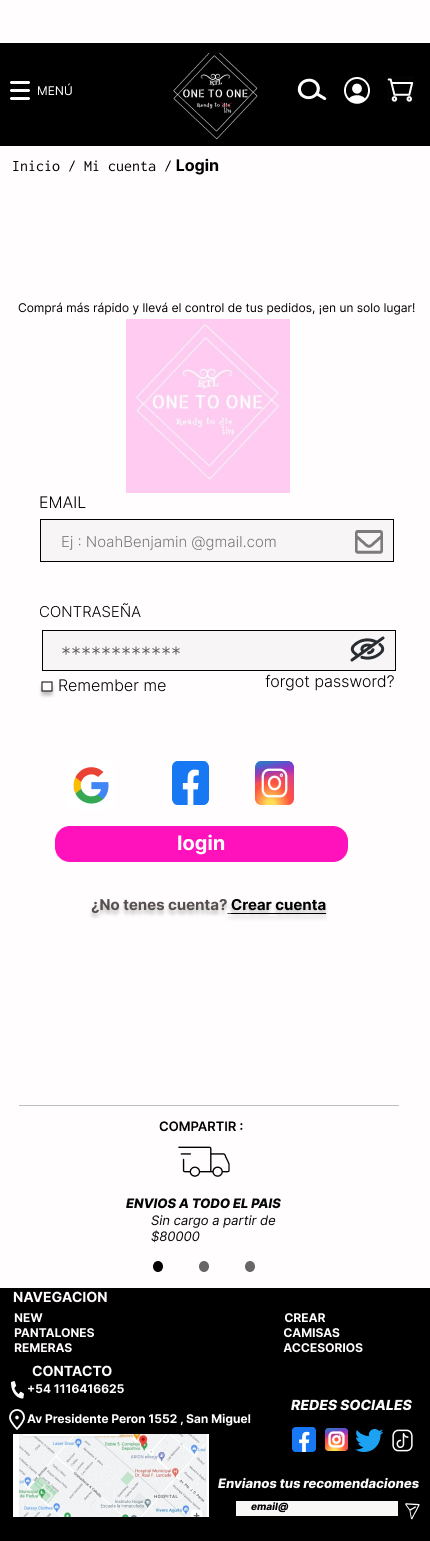 MENÚ
RTL
ONE TO ONE
Ready to die
Inicio / Mi cuenta / Login
Comprá más rápido y llevá el control de tus pedidos, ¡en un solo lugar!
RTL
ONE TO ONE
Ready to die
EMAIL
Ej : NoahBenjamin @gmail.com
CONTRASEÑA
************
Remember me
forgot password?
login
¿No tenes cuenta? Crear cuenta
COMPARTIR :
ENVIOS A TODO EL PAIS
Sin cargo a partir de
$80000
NAVEGACION
NEW
PANTALONES
REMERAS
CREAR
CAMISAS
ACCESORIOS
CONTACTO
+54 1116416625
Av Presidente Peron 1552 , San Miguel
REDES SOCIALES
Envianos tus recomendaciones
email@